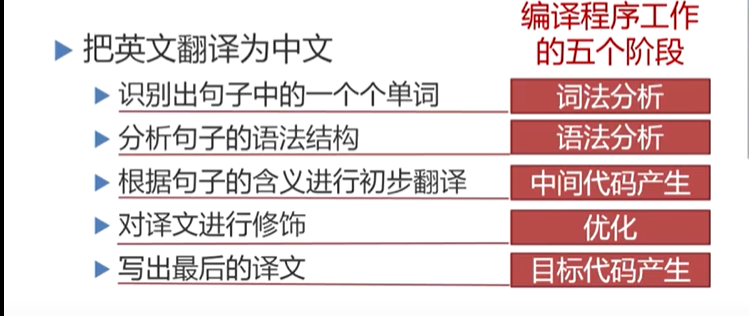 编译程序工作
的五个阶段
把英文翻译为中文
识别出句子中的一个个单词 词法分析
分析句子的语法结构 语法分析
根据句子的含义进行初步翻译 中间代码产生
对译文进行修饰 优化
写出最后的译文 目标代码产生